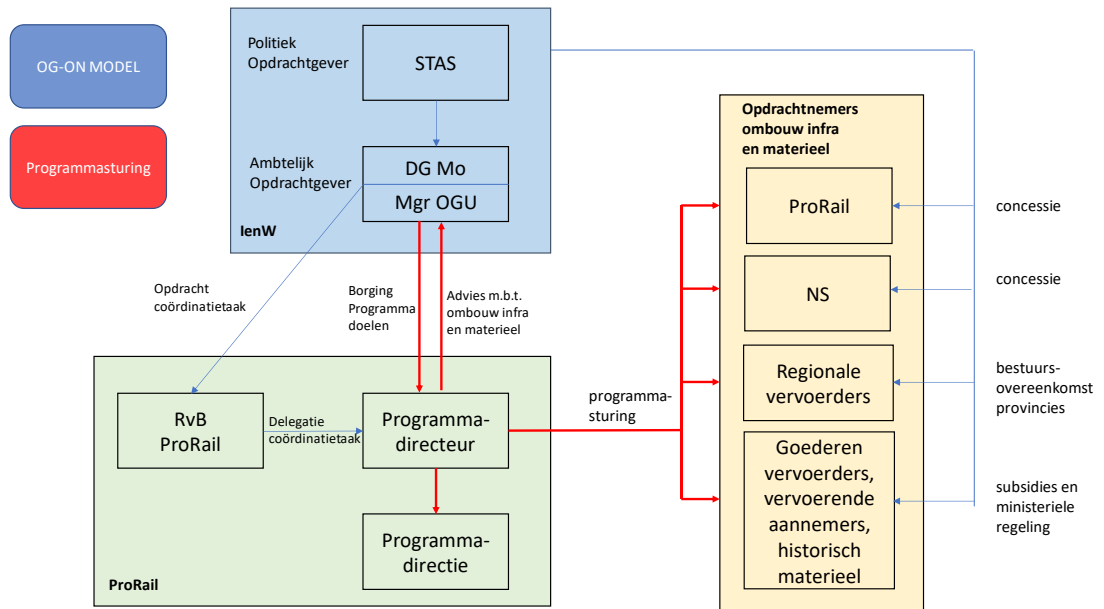 OG-ON MODEL
Programmasturing
Politiek
Opdrachtgever
STAS
Ambtelijk
Opdrachtgever
DG Mo
Mgr OGU
IenW
Opdracht
coördinatietaak
Borging
Programma
doelen
Advies m.b.t.
ombouw infra
en materieel
RvB
ProRail
Delegatie
coördinatietaak
Programma-
directeur
Programma-
directie
ProRail
programma-
sturing
Opdrachtnemers
ombouw infra
en materieel
ProRail
NS
Regionale
vervoerders
Goederen
vervoerders,
vervoerende
aannemers,
historisch
materieel
concessie
concessie
bestuurs-
overeenkomst
provincies
subsidies en
ministeriele
regeling